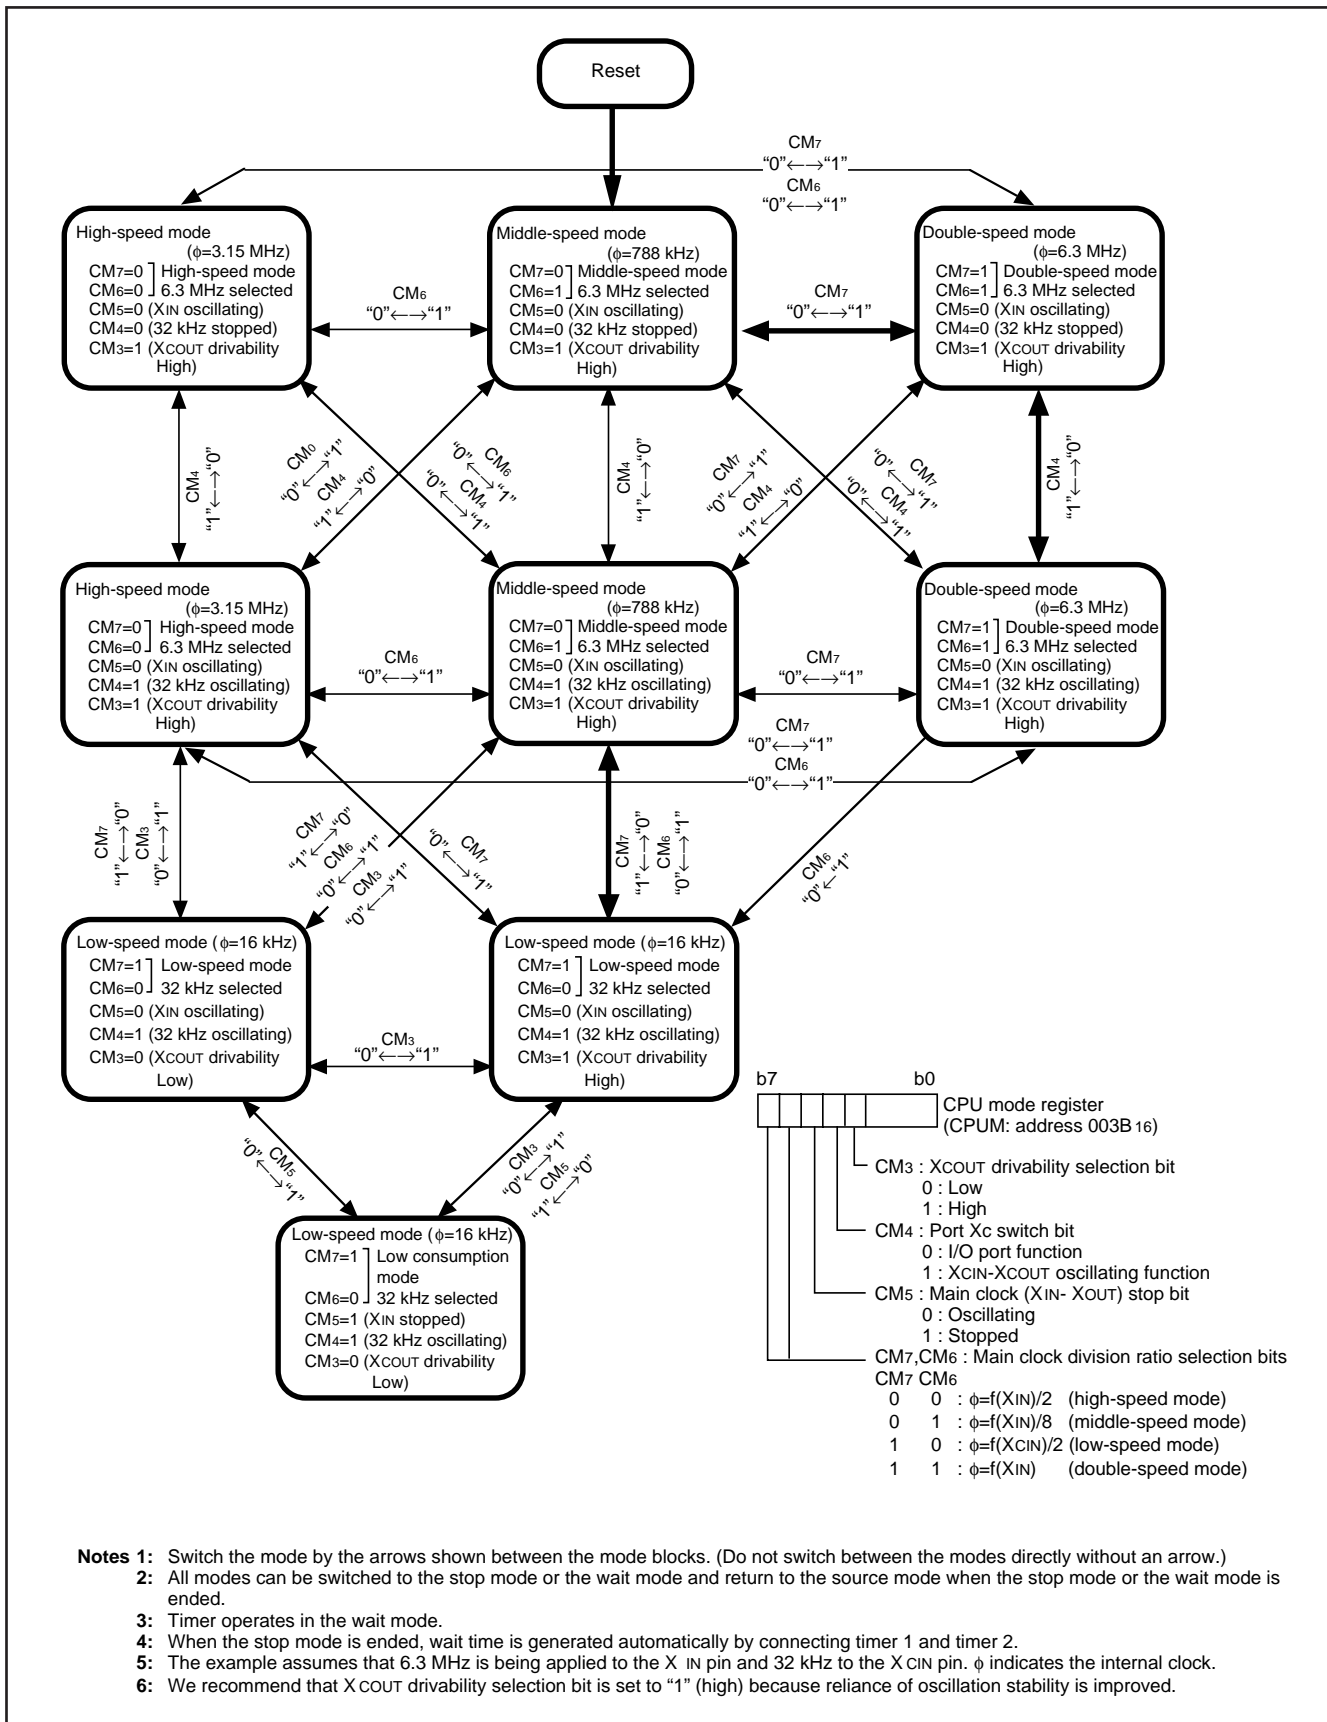 Reset
CM7
“0”←→“1”
CM6
“0”←→“1”
High-speed mode
(ϕ=3.15 MHz)
CM7=0 High-speed mode
CM6=0 6.3 MHz selected
CM5=0 (XIN oscillating)
CM4=0 (32 kHz stopped)
CM3=1 (XCOUT drivability
High)
CM6
“0”←→“1”
Middle-speed mode
(ϕ=788 kHz)
CM7=0 Middle-speed mode
CM6=1 6.3 MHz selected
CM5=0 (XIN oscillating)
CM4=0 (32 kHz stopped)
CM3=1 (XCOUT drivability
High)
CM7
“0”←→“1”
Double-speed mode
(ϕ=6.3 MHz)
CM7=1 Double-speed mode
CM6=1 6.3 MHz selected
CM5=0 (XIN oscillating)
CM4=0 (32 kHz stopped)
CM3=1 (XCOUT drivability
High)
CM4
“1”←→“0”
CM0
“0”←→“1”
CM4
“1”←→“0”
CM6
“0”←→“1”
CM4
“0”←→“1”
CM4
“1”←→“0”
CM7
“0”←→“1”
CM4
“1”←→“0”
CM7
“0”←→“1”
CM4
“0”←→“1”
CM4
“1”←→“0”
High-speed mode
(ϕ=3.15 MHz)
CM7=0 High-speed mode
CM6=0 6.3 MHz selected
CM5=0 (XIN oscillating)
CM4=1 (32 kHz oscillating)
CM3=1 (XCOUT drivability
High)
CM6
“0”←→“1”
Middle-speed mode
(ϕ=788 kHz)
CM7=0 Middle-speed mode
CM6=1 6.3 MHz selected
CM5=0 (XIN oscillating)
CM4=1 (32 kHz oscillating)
CM3=1 (XCOUT drivability
High)
CM7
“0”←→“1”
Double-speed mode
(ϕ=6.3 MHz)
CM7=1 Double-speed mode
CM6=1 6.3 MHz selected
CM5=0 (XIN oscillating)
CM4=1 (32 kHz oscillating)
CM3=1 (XCOUT drivability
High)
CM7
“0”←→“1”
CM6
“0”←→“1”
CM7
“1”←→“0”
CM3
“0”←→“1”
CM7
“1”←→“0”
CM6
“0”←→“1”
CM3
“0”←→“1”
CM7
“0”←→“1”
CM7
“1”←→“0”
CM6
“0”←→“1”
CM6
“0”←“1”
Low-speed mode (ϕ=16 kHz)
CM7=1 Low-speed mode
CM6=0 32 kHz selected
CM5=0 (XIN oscillating)
CM4=1 (32 kHz oscillating)
CM3=0 (XCOUT drivability
Low)
CM3
“0”←→“1”
Low-speed mode (ϕ=16 kHz)
CM7=1 Low-speed mode
CM6=0 32 kHz selected
CM5=0 (XIN oscillating)
CM4=1 (32 kHz oscillating)
CM3=1 (XCOUT drivability
High)
CM5
“0”←→“1”
CM3
“0”←→“1”
CM5
“1”←→“0”
Low-speed mode (ϕ=16 kHz)
CM7=1 Low consumption
mode
CM6=0 32 kHz selected
CM5=1 (XIN stopped)
CM4=1 (32 kHz oscillating)
CM3=0 (XCOUT drivability
Low)
b7 b0
CPU mode register
(CPUM: address 003B16)
CM3 : XCOUT drivability selection bit
0 : Low
1 : High
CM4 : Port Xc switch bit
0 : I/O port function
1 : XCIN-XCOUT oscillating function
CM5 : Main clock (XIN- XOUT) stop bit
0 : Oscillating
1 : Stopped
CM7,CM6 : Main clock division ratio selection bits
CM7 CM6
0 0 : ϕ=f(XIN)/2 (high-speed mode)
0 1 : ϕ=f(XIN)/8 (middle-speed mode)
1 0 : ϕ=f(XCIN)/2 (low-speed mode)
1 1 : ϕ=f(XIN) (double-speed mode)
Notes 1: Switch the mode by the arrows shown between the mode blocks. (Do not switch between the modes directly without an arrow.)
2: All modes can be switched to the stop mode or the wait mode and return to the source mode when the stop mode or the wait mode is
ended.
3: Timer operates in the wait mode.
4: When the stop mode is ended, wait time is generated automatically by connecting timer 1 and timer 2.
5: The example assumes that 6.3 MHz is being applied to the X IN pin and 32 kHz to the X CIN pin. ϕ indicates the internal clock.
6: We recommend that X COUT drivability selection bit is set to “1” (high) because reliance of oscillation stability is improved.